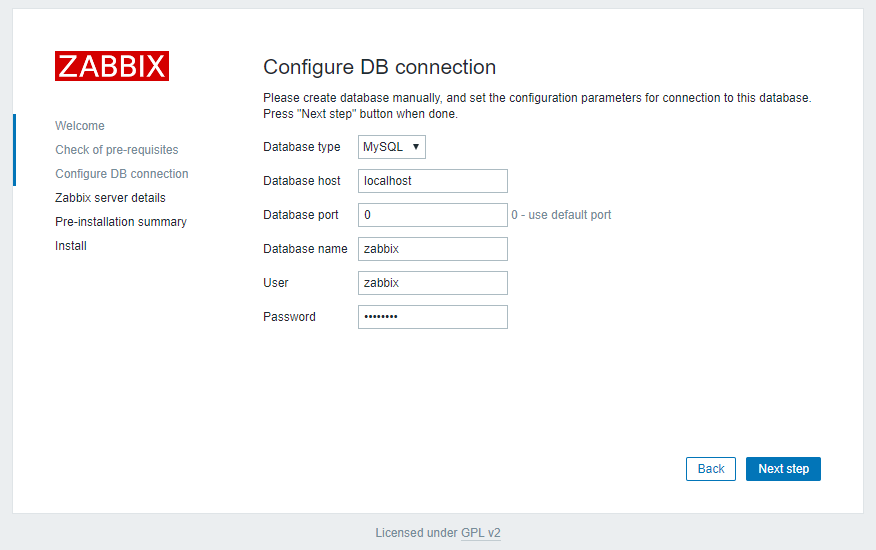 ZABBIX
Welcome
Check of pre-requisites
Configure DB connection
Zabbix server details
Pre-installation summary
Install
Configure DB connection
Please create database manually, and set the configuration parameters for connection to this database.
Press "Next step" button when done.
Database type MySQL ▼
Database host localhost
Database port 0 0 - use default port
Database name zabbix
User zabbix
Password ••••••••
Back Next step
Licensed under GPL v2